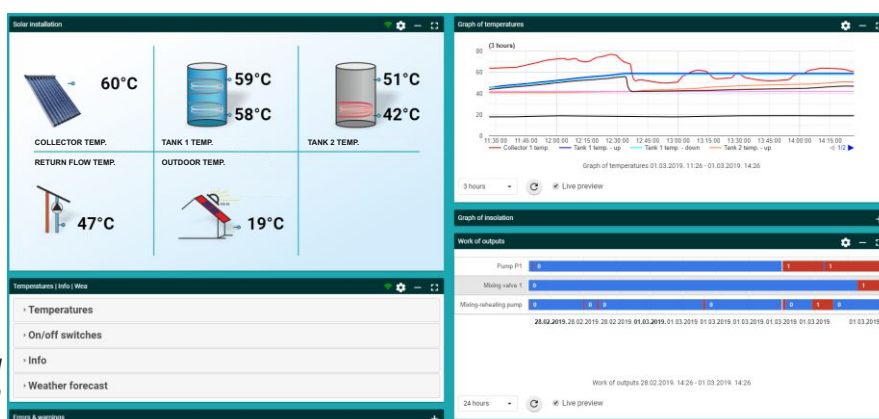 Solar installation
60°C
59°C
58°C
51°C
42°C
COLLECTOR TEMP.
TANK 1 TEMP.
TANK 2 TEMP.
RETURN FLOW TEMP.
OUTDOOR TEMP.
47°C
19°C
Temperatures | Info | Wea
Temperatures
On/off switches
Info
Weather forecast
Errors & warnings
Graph of temperatures
(3 hours)
80
60
40
20
0
11:30:00 11:45:00 12:00:00 12:15:00 12:30:00 12:45:00 13:00:00 13:15:00 13:30:00 13:45:00 14:00:00 14:15:00
Collector 1 temp. Tank 1 temp. - up Tank 1 temp. - down Tank 2 temp. - up 1/2
Graph of temperatures 01.03.2019. 11:26 - 01.03.2019. 14:26
3 hours Live preview
Graph of insolation
Work of outputs
Pump P1 0 1 1
Mixing valve 1 0 1
Mixing-reheating pump 0 0 0 0 0 1 0
28.02.2019. 28.02.2019. 28.02.2019. 01.03.2019. 01.03.2019. 01.03.2019. 01.03.2019. 01.03.2019. 01.03.2019. 01.03.2019.
Work of outputs 28.02.2019. 14:26 - 01.03.2019. 14:26
24 hours Live preview